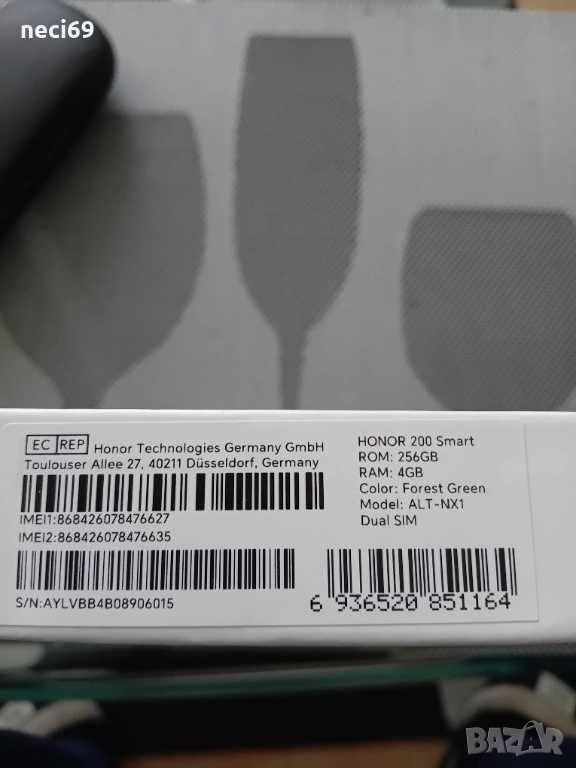 neci69
EC REP Honor Technologies Germany GmbH
Toulouser Allee 27, 40211 Düsseldorf, Germany
IMEI1:868426078476627
IMEI2:868426078476635
S/N:AYLVBB4B08906015
HONOR 200 Smart
ROM: 256GB
RAM: 4GB
Color: Forest Green
Model: ALT-NX1
Dual SIM
6 936520 851164
BAZAR